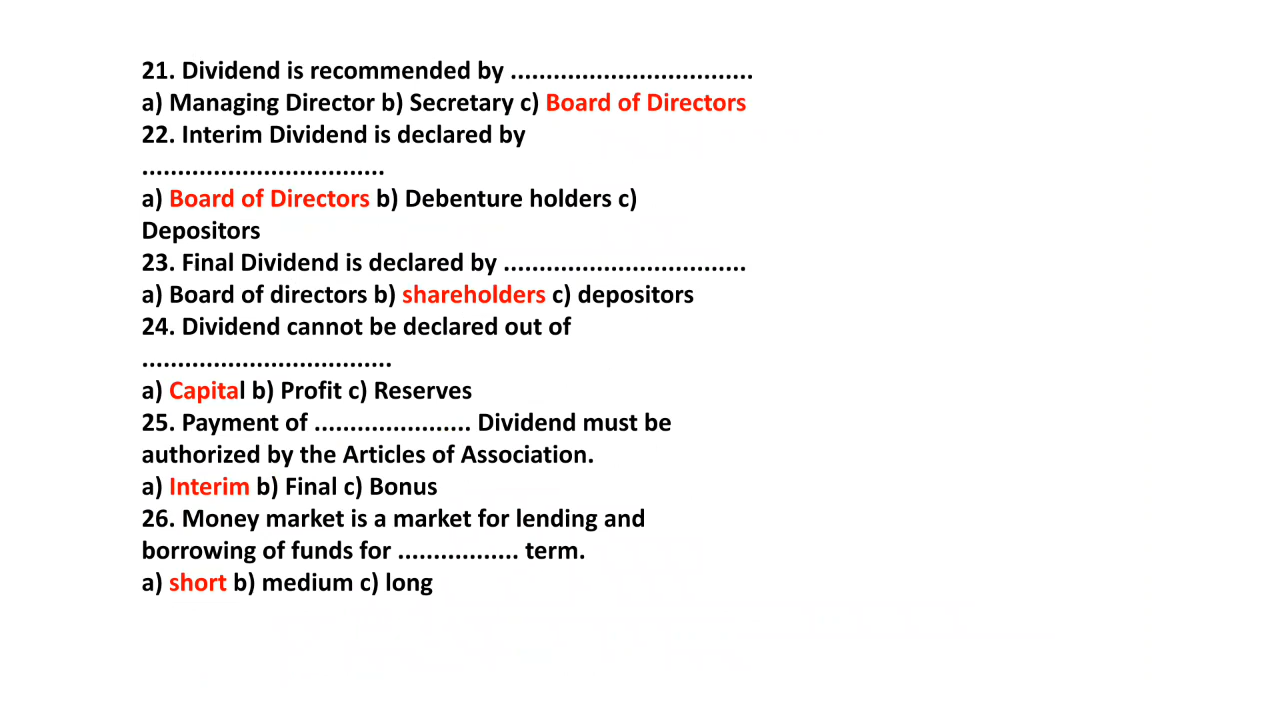 21. Dividend is recommended by ..................................
a) Managing Director b) Secretary c) Board of Directors
22. Interim Dividend is declared by
..................................
a) Board of Directors b) Debenture holders c)
Depositors
23. Final Dividend is declared by ..................................
a) Board of directors b) shareholders c) depositors
24. Dividend cannot be declared out of
...................................
a) Capital b) Profit c) Reserves
25. Payment of ...................... Dividend must be
authorized by the Articles of Association.
a) Interim b) Final c) Bonus
26. Money market is a market for lending and
borrowing of funds for ................. term.
a) short b) medium c) long